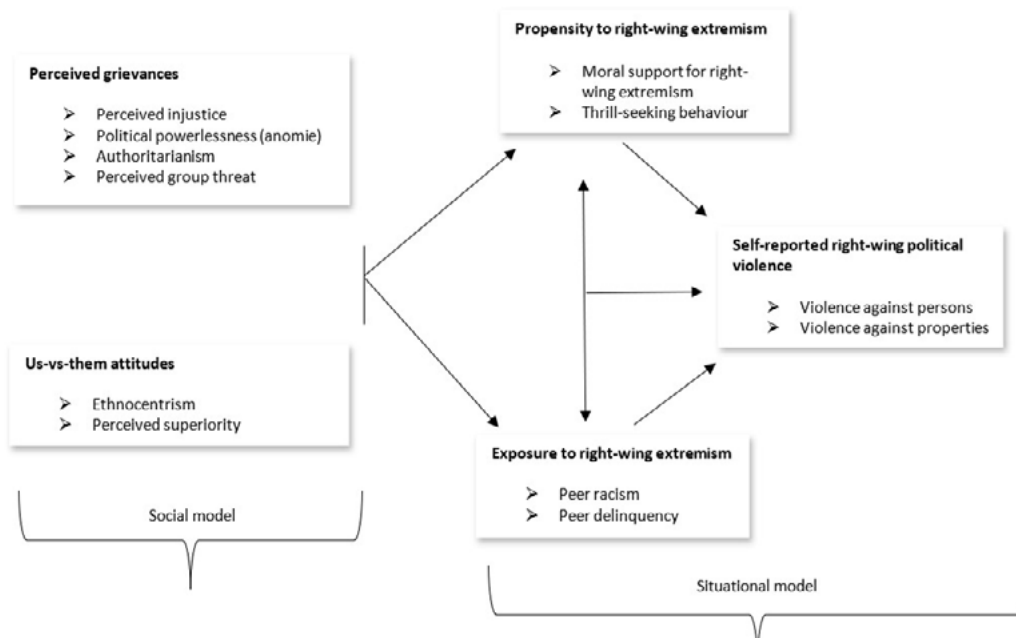 Perceived grievances
➢ Perceived injustice
➢ Political powerlessness (anomie)
➢ Authoritarianism
➢ Perceived group threat
Us-vs-them attitudes
➢ Ethnocentrism
➢ Perceived superiority
Social model
Propensity to right-wing extremism
➢ Moral support for right-
wing extremism
➢ Thrill-seeking behaviour
Exposure to right-wing extremism
➢ Peer racism
➢ Peer delinquency
Self-reported right-wing political
violence
➢ Violence against persons
➢ Violence against properties
Situational model